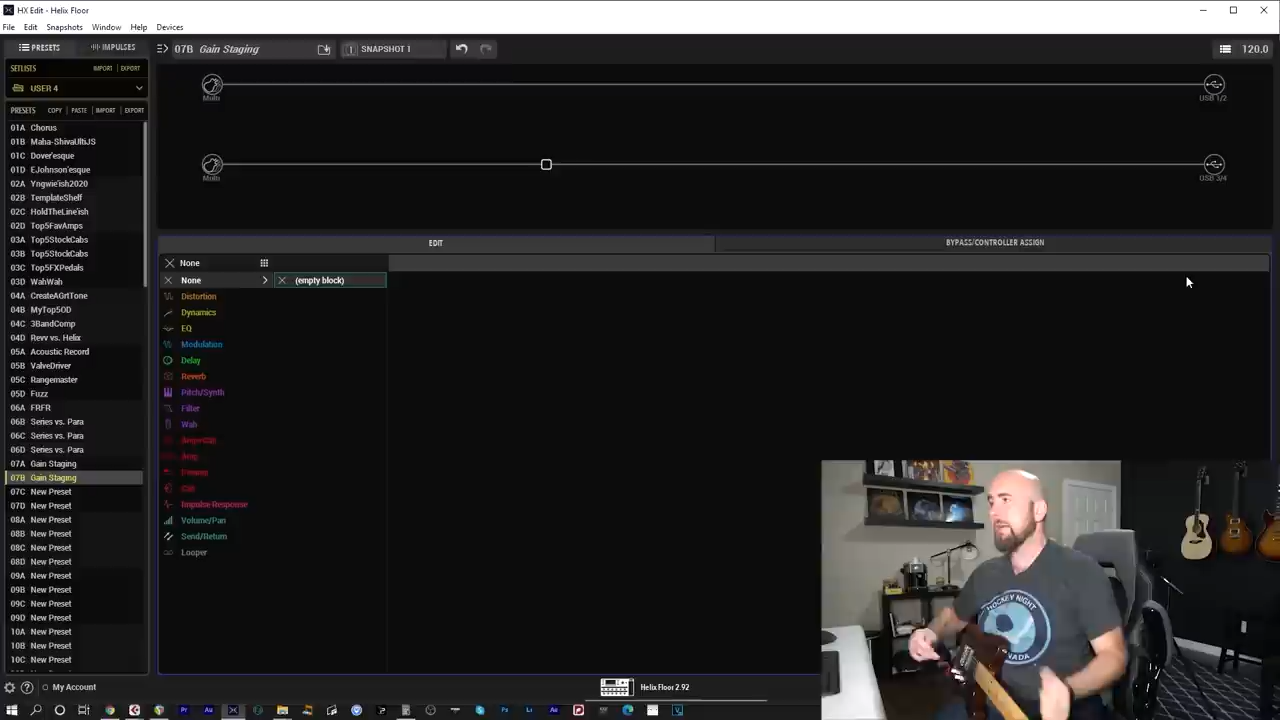 HX Edit - Helix Floor
File Edit Snapshots Window Help Devices
PRESETS IMPULSES
SETLISTS IMPORT EXPORT
USER 4
PRESETS COPY PASTE IMPORT EXPORT
01A Chorus
01B Maha-ShivaUltiJS
01C Dover'esque
01D EJohnson'esque
02A Yngwie'ish2020
02B TemplateShelf
02C HoldTheLine'ish
02D Top5FavAmps
03A Top5StockCabs
03B Top5StockCabs
03C Top5FXPedals
03D WahWah
04A CreateAGrtTone
04B MyTop5OD
04C 3BandComp
04D Revv vs. Helix
05A Acoustic Record
05B ValveDriver
05C Rangemaster
05D Fuzz
06A FRFR
06B Series vs. Para
06C Series vs. Para
06D Series vs. Para
07A Gain Staging
07B Gain Staging
07C New Preset
07D New Preset
08A New Preset
08B New Preset
08C New Preset
08D New Preset
09A New Preset
09B New Preset
09C New Preset
09D New Preset
10A New Preset
10B New Preset
10C New Preset
My Account
07B Gain Staging
1 SNAPSHOT 1
120.0
Multi USB 1/2
Multi USB 3/4
EDIT BYPASS/CONTROLLER ASSIGN
None
None (empty block)
Distortion
Dynamics
EQ
Modulation
Delay
Reverb
Pitch/Synth
Filter
Wah
Amp+Cab
Amp
Preamp
Cab
Impulse Response
Volume/Pan
Send/Return
Looper
HOCKEY NIGHT
Helix Floor 2.92